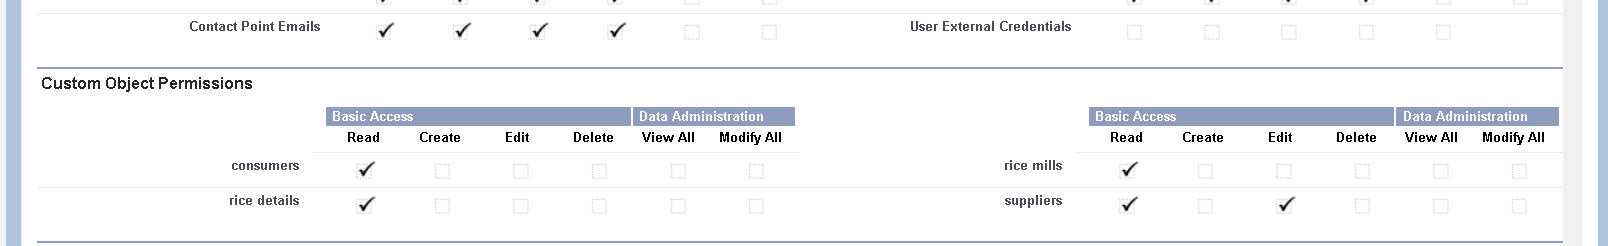 Contact Point Emails User External Credentials
Custom Object Permissions
Basic Access Data Administration Basic Access Data Administration
Read Create Edit Delete View All Modify All Read Create Edit Delete View All Modify All
consumers rice mills
rice details suppliers